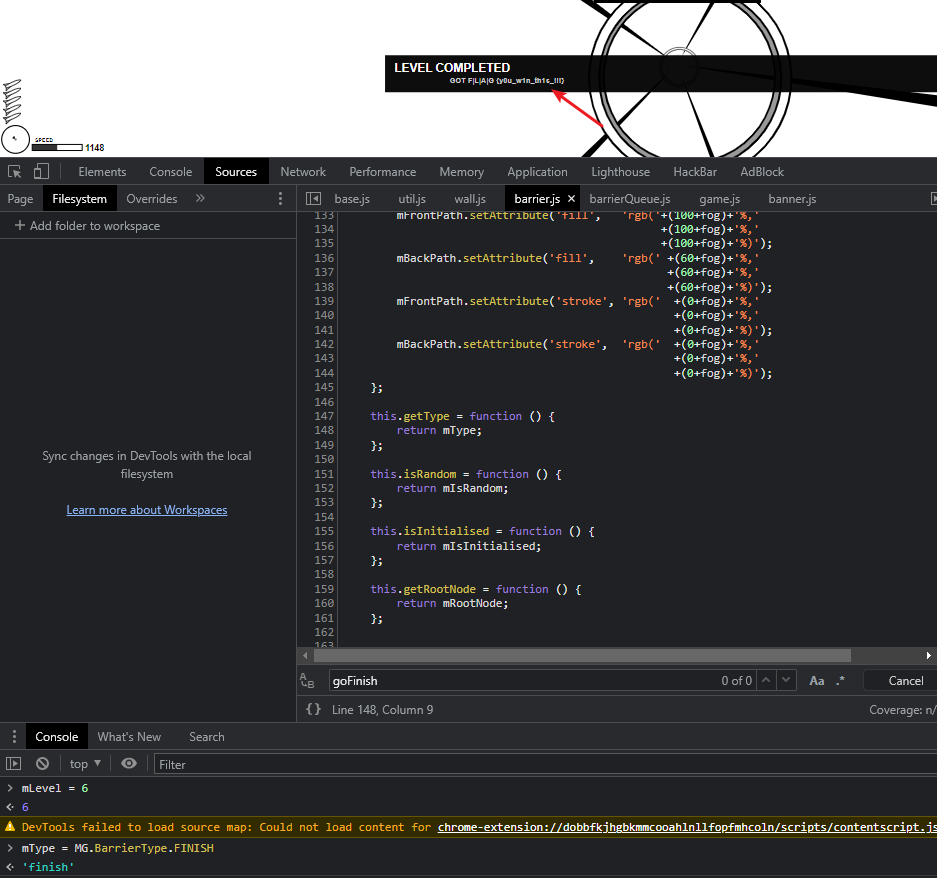 LEVEL COMPLETED
GOT F|L|A|G {y0u_w1n_th1s_!!!}
SPEED
1148
Elements Console Sources Network Performance Memory Application Lighthouse HackBar AdBlock
Page Filesystem Overrides » base.js util.js wall.js barrier.js × barrierQueue.js game.js banner.js
+ Add folder to workspace
Sync changes in DevTools with the local
filesystem
Learn more about Workspaces
133 mFrontPath.setAttribute('fill', 'rgb('+(100+fog)+'%,'
134 +(100+fog)+'%,'
135 +(100+fog)+'%)');
136 mBackPath.setAttribute('fill', 'rgb(' +(60+fog)+'%,'
137 +(60+fog)+'%,'
138 +(60+fog)+'%)');
139 mFrontPath.setAttribute('stroke', 'rgb(' +(0+fog)+'%,'
140 +(0+fog)+'%,'
141 +(0+fog)+'%)');
142 mBackPath.setAttribute('stroke', 'rgb(' +(0+fog)+'%,'
143 +(0+fog)+'%,'
144 +(0+fog)+'%)');
145 };
146
147 this.getType = function () {
148 return mType;
149 };
150
151 this.isRandom = function () {
152 return mIsRandom;
153 };
154
155 this.isInitialised = function () {
156 return mIsInitialised;
157 };
158
159 this.getRootNode = function () {
160 return mRootNode;
161 };
162
163
goFinish 0 of 0 Aa .* Cancel
{} Line 148, Column 9 Coverage: n/
Console What's New Search
top ▼ Filter
> mLevel = 6
6
DevTools failed to load source map: Could not load content for chrome-extension://dobbfkjhgbkmmcooahlnllfopfmhcoln/scripts/contentscript.js
> mType = MG.BarrierType.FINISH
'finish'